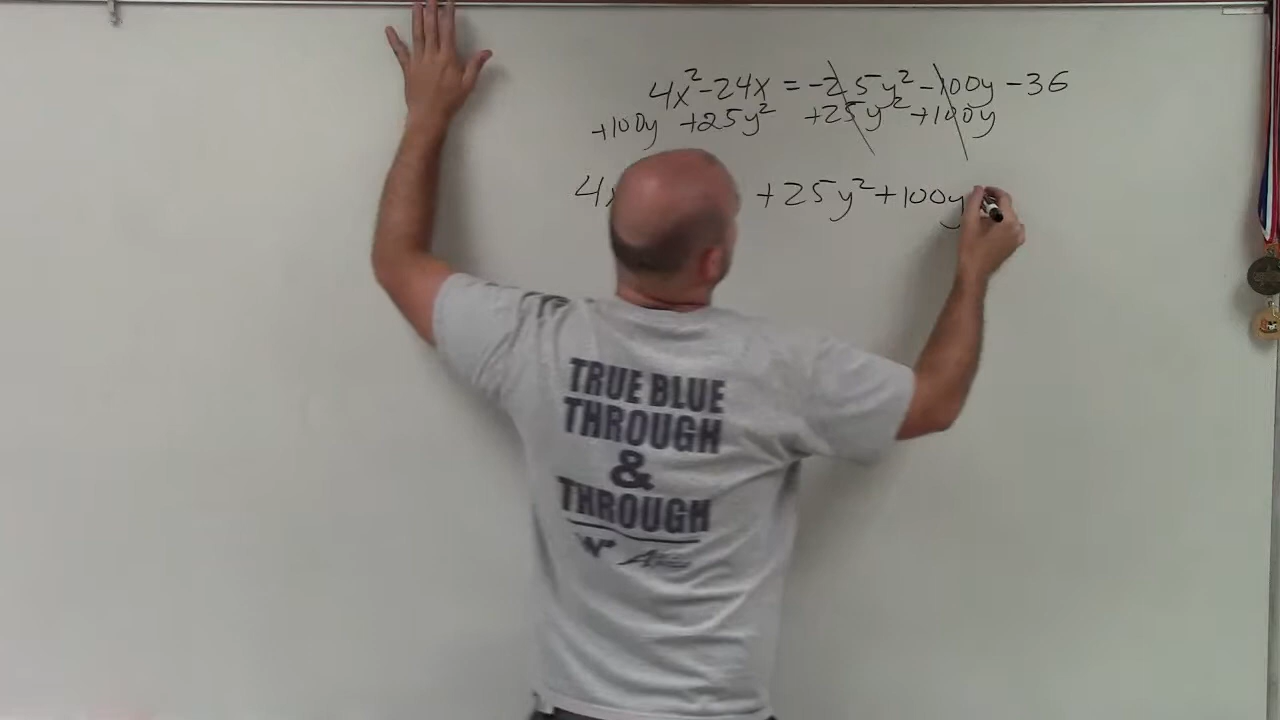 4x²-24x = -25y²-100y-36
+100y +25y² +25y² +100y
4x +25y²+100y
TRUE BLUE
THROUGH
&
THROUGH